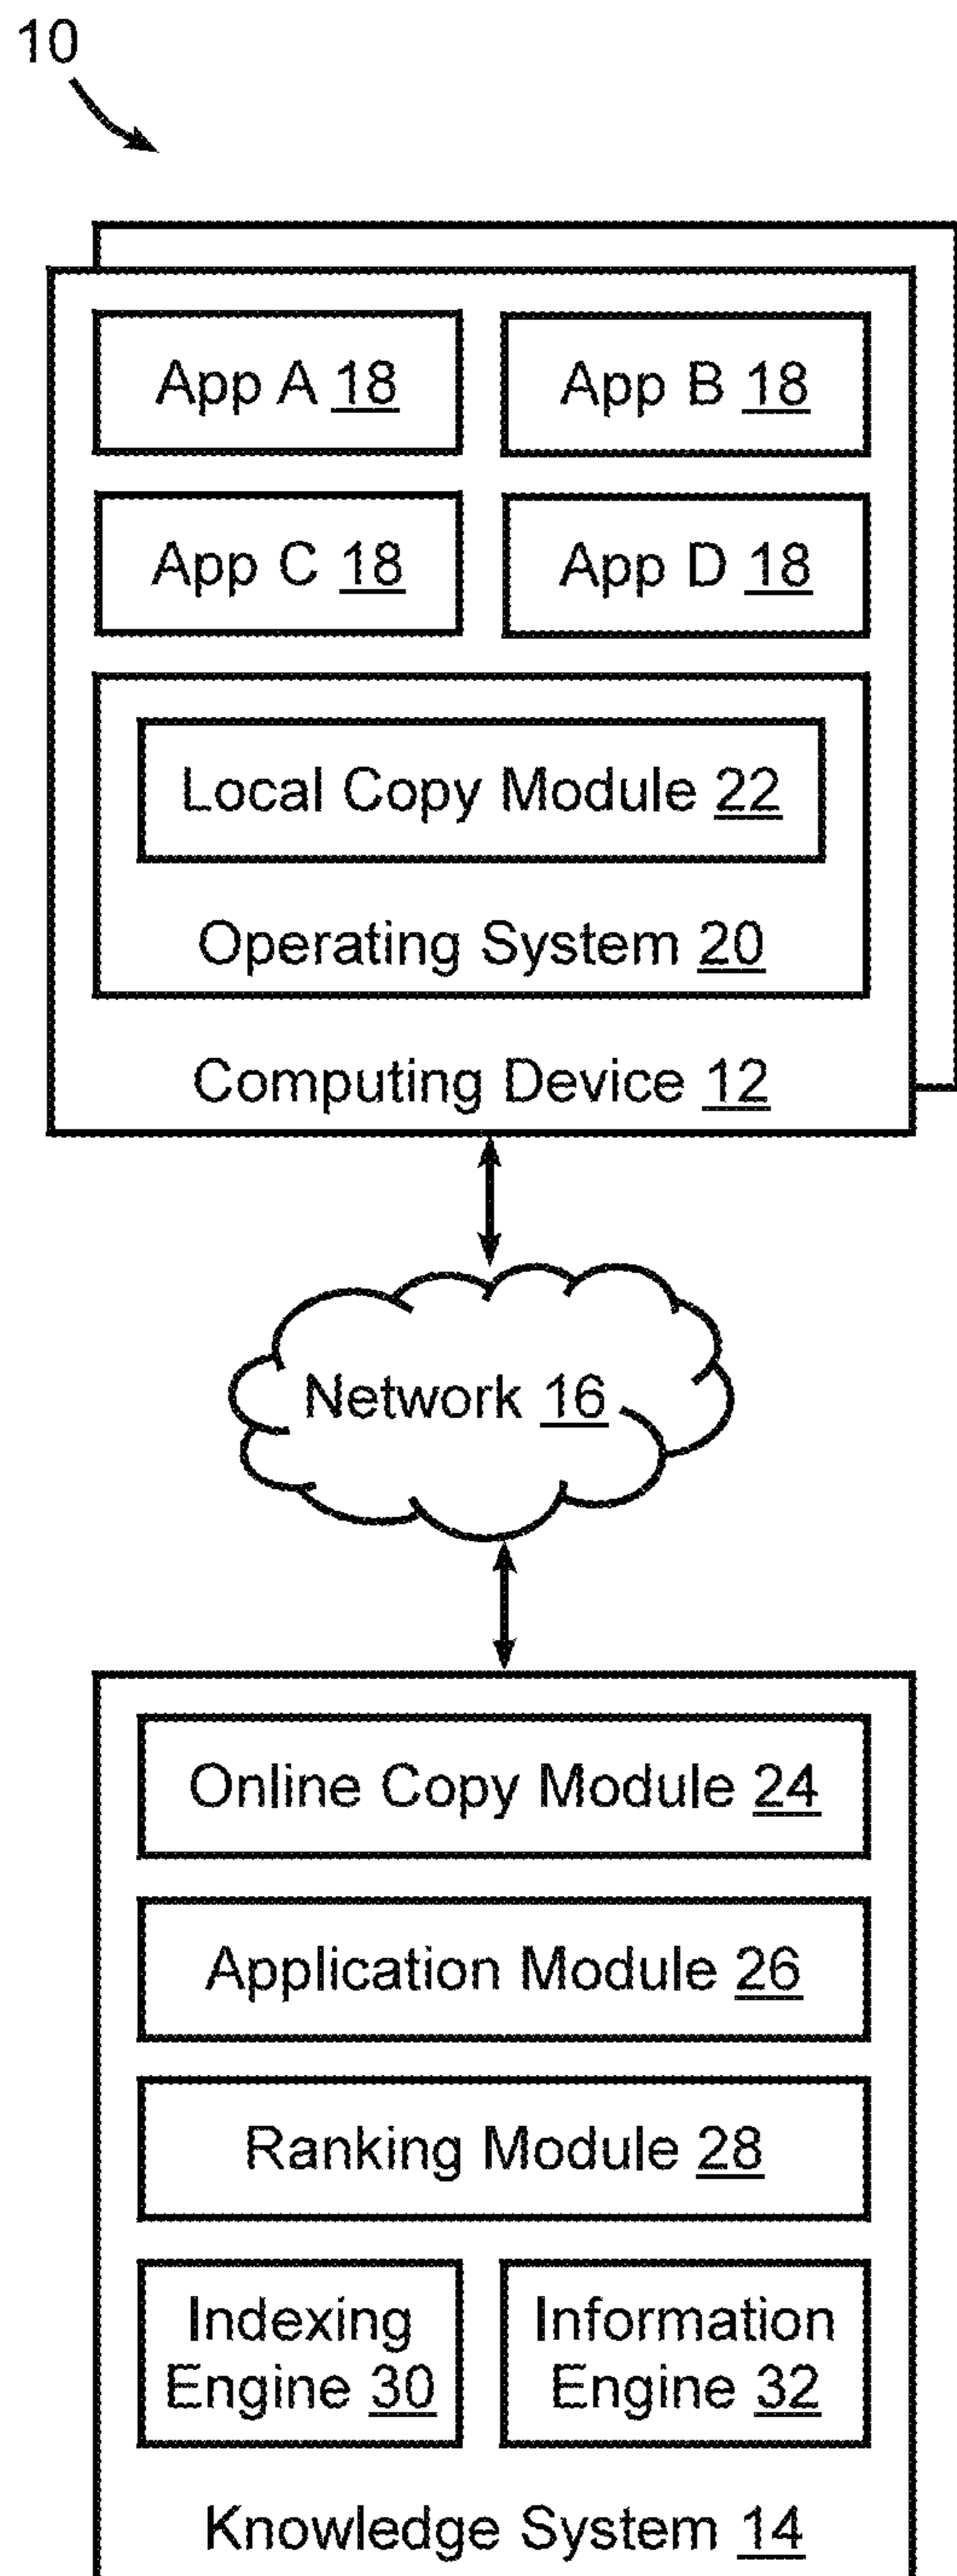 10
App A 18
App B 18
App C 18
App D 18
Local Copy Module 22
Operating System 20
Computing Device 12
Network 16
Online Copy Module 24
Application Module 26
Ranking Module 28
Indexing
Engine 30
Information
Engine 32
Knowledge System 14